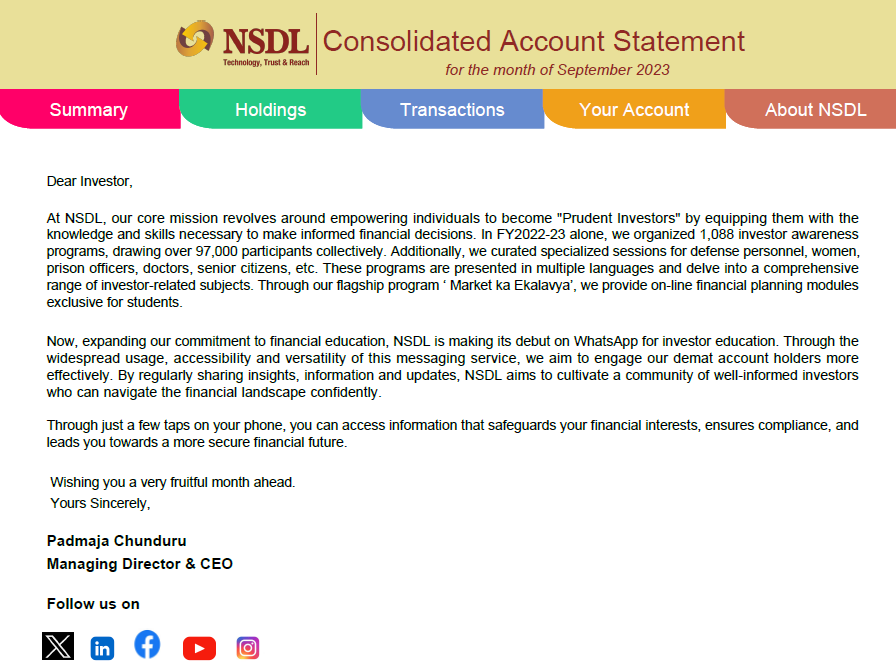 NSDL
Technology, Trust & Reach
Consolidated Account Statement
for the month of September 2023
Summary
Holdings
Transactions
Your Account
About NSDL
Dear Investor,
At NSDL, our core mission revolves around empowering individuals to become "Prudent Investors" by equipping them with the
knowledge and skills necessary to make informed financial decisions. In FY2022-23 alone, we organized 1,088 investor awareness
programs, drawing over 97,000 participants collectively. Additionally, we curated specialized sessions for defense personnel, women,
prison officers, doctors, senior citizens, etc. These programs are presented in multiple languages and delve into a comprehensive
range of investor-related subjects. Through our flagship program ‘ Market ka Ekalavya’, we provide on-line financial planning modules
exclusive for students.
Now, expanding our commitment to financial education, NSDL is making its debut on WhatsApp for investor education. Through the
widespread usage, accessibility and versatility of this messaging service, we aim to engage our demat account holders more
effectively. By regularly sharing insights, information and updates, NSDL aims to cultivate a community of well-informed investors
who can navigate the financial landscape confidently.
Through just a few taps on your phone, you can access information that safeguards your financial interests, ensures compliance, and
leads you towards a more secure financial future.
Wishing you a very fruitful month ahead.
Yours Sincerely,
Padmaja Chunduru
Managing Director & CEO
Follow us on
X in f